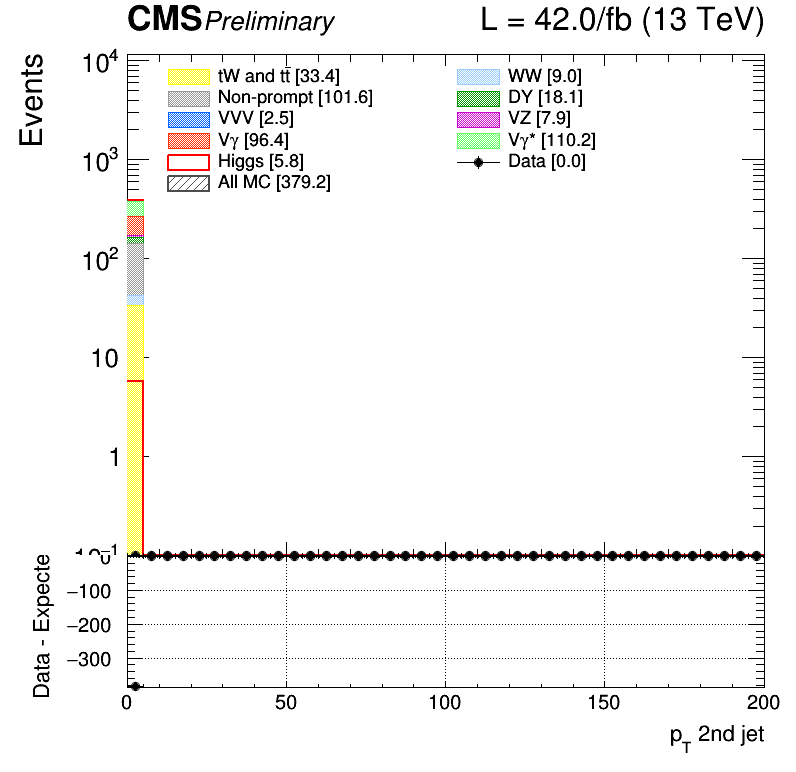 CMS Preliminary L = 42.0/fb (13 TeV)
Events
10⁴
10³
10²
10
1
tW and tt̄ [33.4]
Non-prompt [101.6]
VVV [2.5]
Vγ [96.4]
Higgs [5.8]
All MC [379.2]
WW [9.0]
DY [18.1]
VZ [7.9]
Vγ* [110.2]
Data [0.0]
Data - Expecte
−100
−200
−300
0 50 100 150 200
p_T 2nd jet